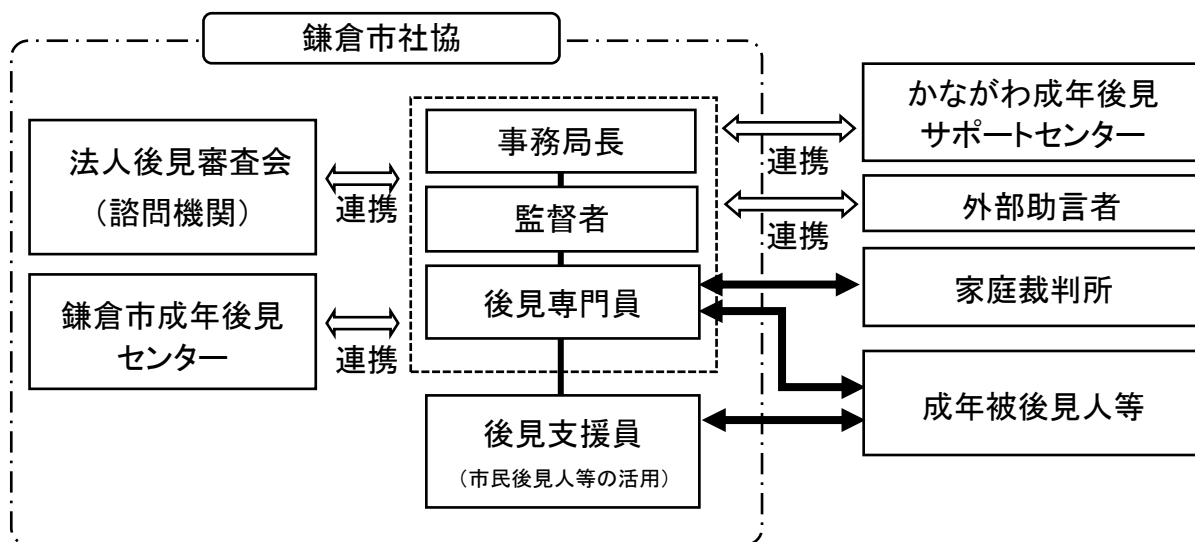 鎌倉市社協
法人後見審査会
（諮問機関）
連携
鎌倉市成年後見
センター
連携
事務局長
監督者
後見専門員
後見支援員
（市民後見人等の活用）
連携
連携
かながわ成年後見
サポートセンター
外部助言者
家庭裁判所
成年被後見人等